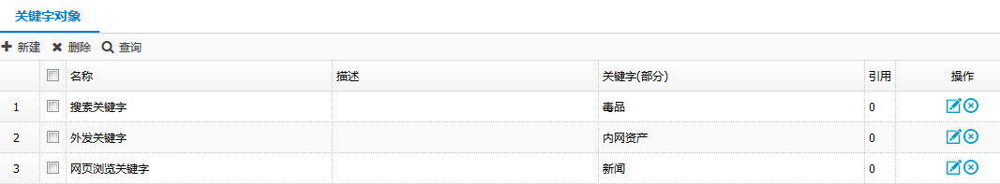 关键字对象
新建 删除 查询
名称 描述 关键字(部分) 引用 操作
1 搜索关键字 毒品 0
2 外发关键字 内网资产 0
3 网页浏览关键字 新闻 0